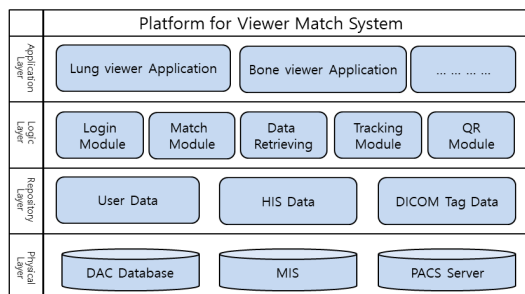 Platform for Viewer Match System
Application
Layer
Lung viewer Application
Bone viewer Application
... ... ... ...
Logic
Layer
Login
Module
Match
Module
Data
Retrieving
Tracking
Module
QR
Module
Repository
Layer
User Data
HIS Data
DICOM Tag Data
Physical
Layer
DAC Database
MIS
PACS Server